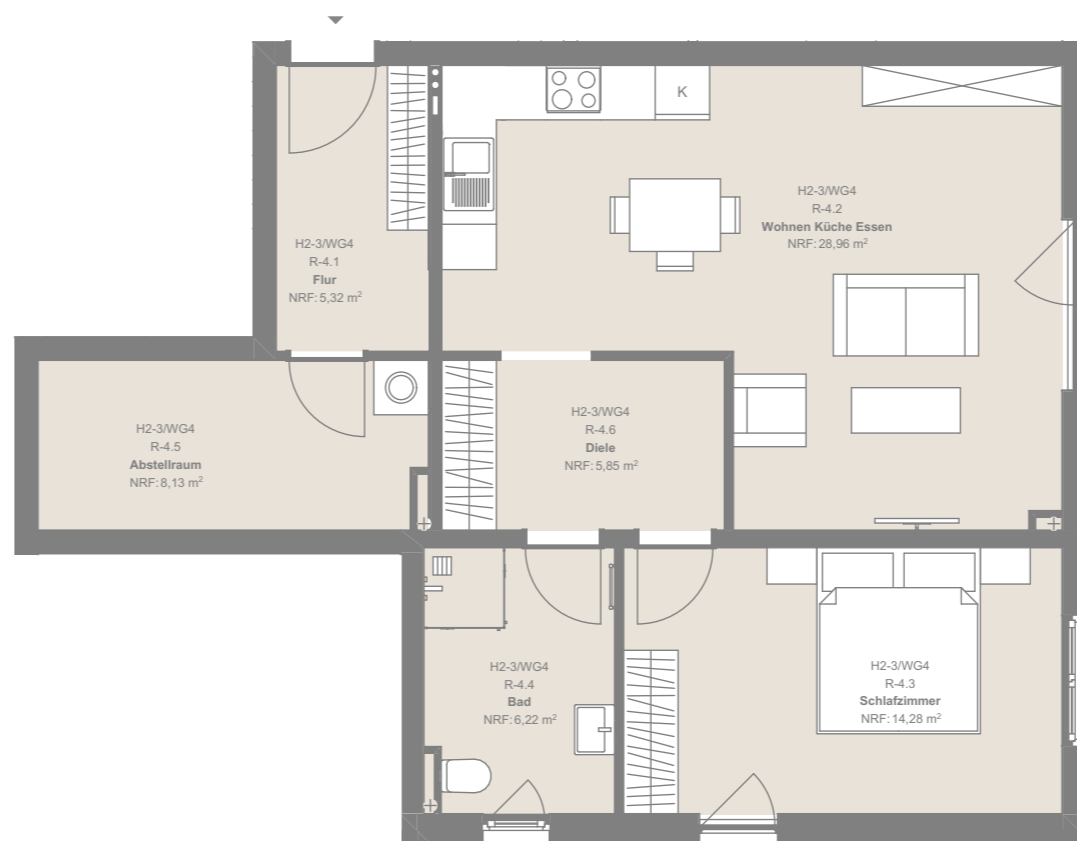 K
H2-3/WG4
R-4.2
Wohnen Küche Essen
NRF: 28,96 m²
H2-3/WG4
R-4.1
Flur
NRF: 5,32 m²
H2-3/WG4
R-4.5
Abstellraum
NRF: 8,13 m²
H2-3/WG4
R-4.6
Diele
NRF: 5,85 m²
H2-3/WG4
R-4.4
Bad
NRF: 6,22 m²
H2-3/WG4
R-4.3
Schlafzimmer
NRF: 14,28 m²